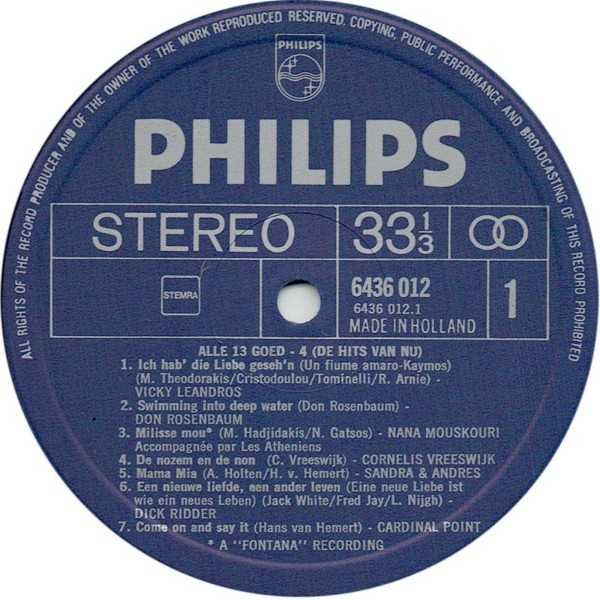 ALL RIGHTS OF THE RECORD PRODUCER AND OF THE OWNER OF THE WORK REPRODUCED RESERVED. COPYING, PUBLIC PERFORMANCE AND BROADCASTING OF THIS RECORD PROHIBITED
PHILIPS
PHILIPS
STEREO 33 1/3
STEMRA
6436 012
6436 012.1
MADE IN HOLLAND
1
ALLE 13 GOED - 4 (DE HITS VAN NU)
1. Ich hab' die Liebe geseh'n (Un fiume amaro-Kaymos)
(M. Theodorakis/Cristodoulou/Tominelli/R. Arnie) -
VICKY LEANDROS
2. Swimming into deep water (Don Rosenbaum) -
DON ROSENBAUM
3. Milisse mou* (M. Hadjidakis/N. Gatsos) - NANA MOUSKOURI
Accompagnée par Les Atheniens
4. De nozem en de non (C. Vreeswijk) - CORNELIS VREESWIJK
5. Mama Mia (A. Holten/H. v. Hemert) - SANDRA & ANDRES
6. Een nieuwe liefde, een ander leven (Eine neue Liebe ist
wie ein neues Leben) (Jack White/Fred Jay/L. Nijgh) -
DICK RIDDER
7. Come on and say it (Hans van Hemert) - CARDINAL POINT
* A "FONTANA" RECORDING